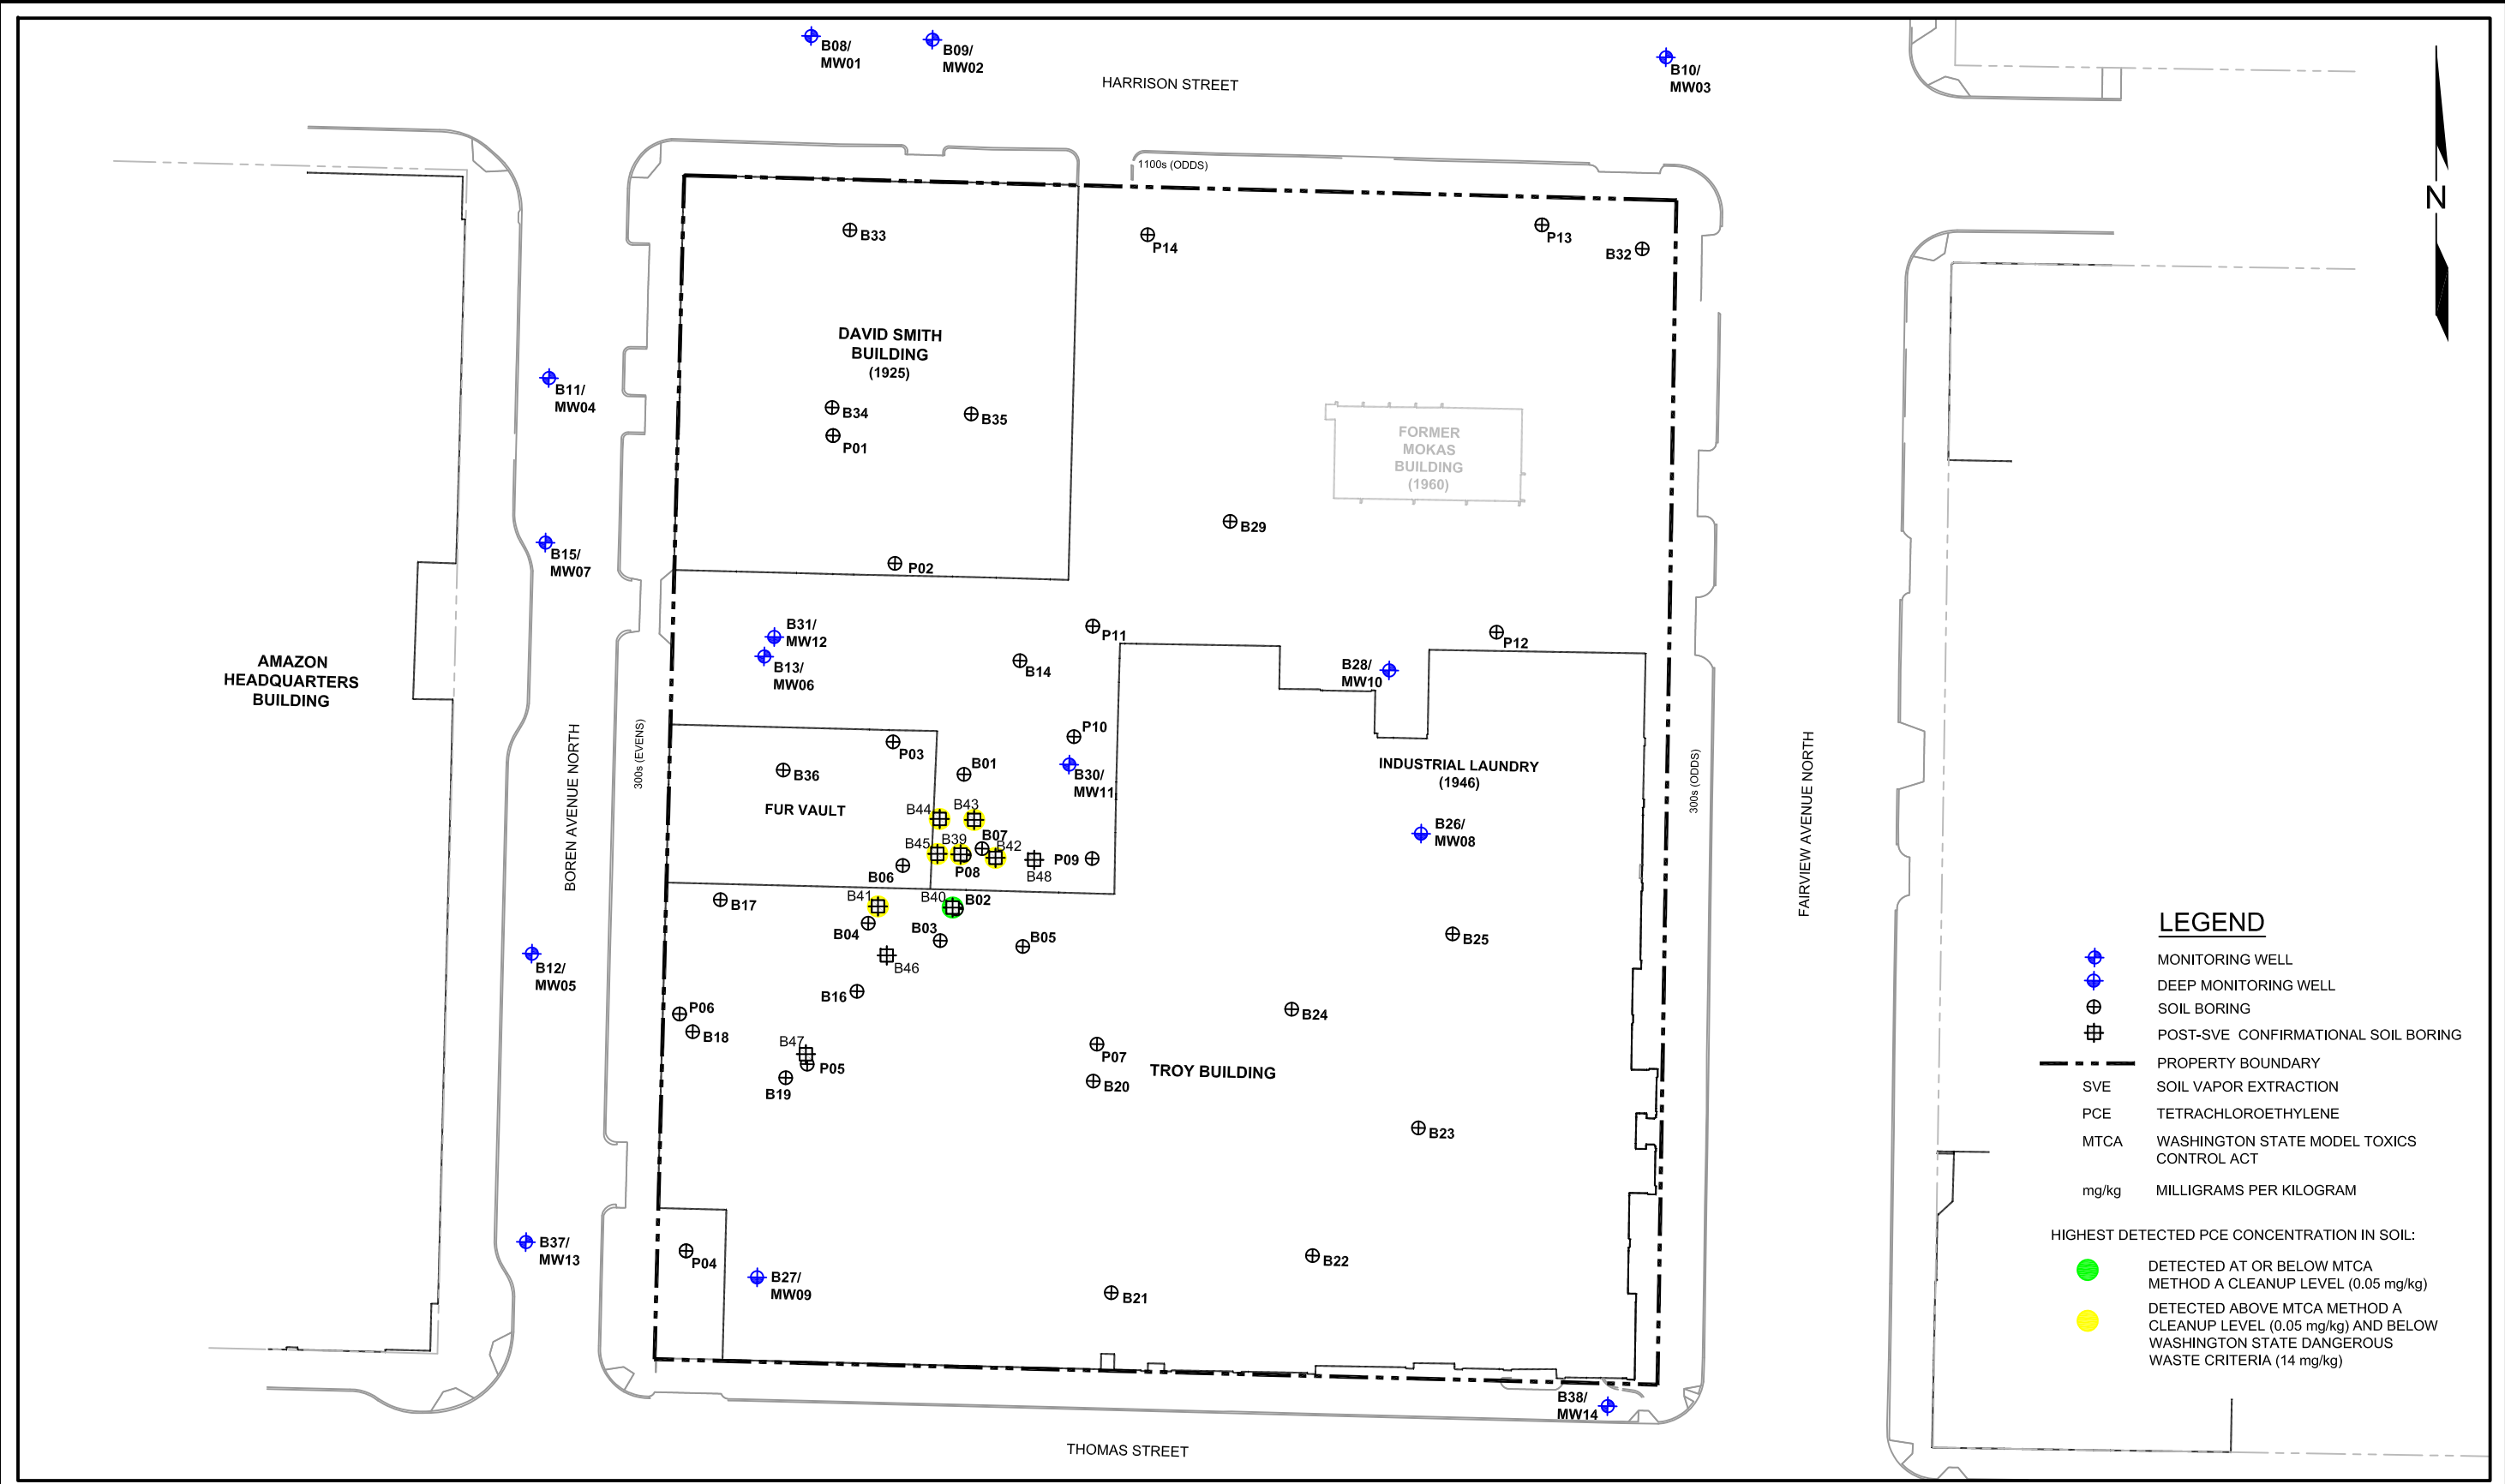 B08/
MW01
B09/
MW02
B10/
MW03
HARRISON STREET
1100s (ODDS)
N
B33
P14
P13
B32
DAVID SMITH
BUILDING
(1925)
B11/
MW04
B34
B35
P01
FORMER
MOKAS
BUILDING
(1960)
B29
B15/
MW07
P02
B31/
MW12
B13/
MW06
P11
B14
P12
B28/
MW10
AMAZON
HEADQUARTERS
BUILDING
BOREN AVENUE NORTH
300s (EVENS)
P03
P10
B36
B01
B30/
MW11
FUR VAULT
B44
B43
INDUSTRIAL LAUNDRY
(1946)
300s (ODDS)
FAIRVIEW AVENUE NORTH
B26/
MW08
B45
B39
B07
B42
P09
B06
P08
B48
B17
B41
B40
B02
B04
B03
B05
B25
B46
B12/
MW05
B16
P06
B18
B24
B47
P05
B19
P07
B20
TROY BUILDING
B23
B37/
MW13
P04
B27/
MW09
B22
B21
B38/
MW14
THOMAS STREET
LEGEND
MONITORING WELL
DEEP MONITORING WELL
SOIL BORING
POST-SVE CONFIRMATIONAL SOIL BORING
PROPERTY BOUNDARY
SVE SOIL VAPOR EXTRACTION
PCE TETRACHLOROETHYLENE
MTCA WASHINGTON STATE MODEL TOXICS
CONTROL ACT
mg/kg MILLIGRAMS PER KILOGRAM
HIGHEST DETECTED PCE CONCENTRATION IN SOIL:
DETECTED AT OR BELOW MTCA
METHOD A CLEANUP LEVEL (0.05 mg/kg)
DETECTED ABOVE MTCA METHOD A
CLEANUP LEVEL (0.05 mg/kg) AND BELOW
WASHINGTON STATE DANGEROUS
WASTE CRITERIA (14 mg/kg)